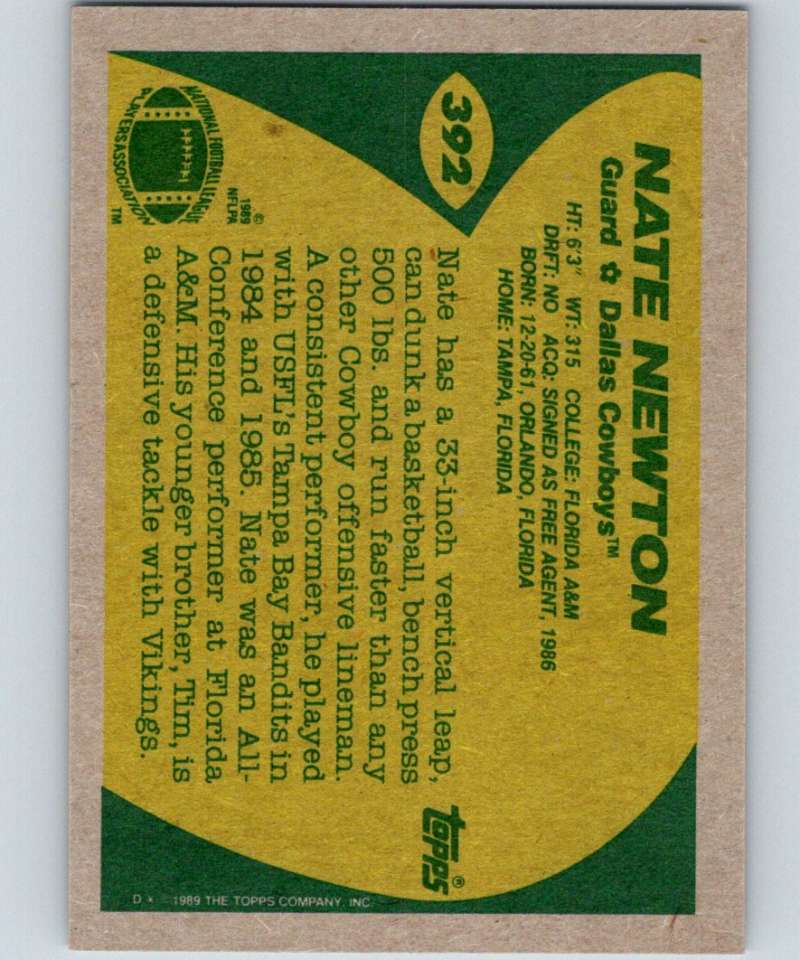 392
NATE NEWTON
Guard ✩ Dallas Cowboys™
HT: 6'3" WT: 315 COLLEGE: FLORIDA A&M
DRFT: NO ACQ: SIGNED AS FREE AGENT, 1986
BORN: 12-20-61, ORLANDO, FLORIDA
HOME: TAMPA, FLORIDA
Nate has a 33-inch vertical leap,
can dunk a basketball, bench press
500 lbs. and run faster than any
other Cowboy offensive lineman.
A consistent performer, he played
with USFL's Tampa Bay Bandits in
1984 and 1985. Nate was an All-
Conference performer at Florida
A&M. His younger brother, Tim, is
a defensive tackle with Vikings.
NATIONAL FOOTBALL LEAGUE
PLAYERS ASSOCIATION
TM
©
1989
NFLPA
topps®
D * 1989 THE TOPPS COMPANY, INC.